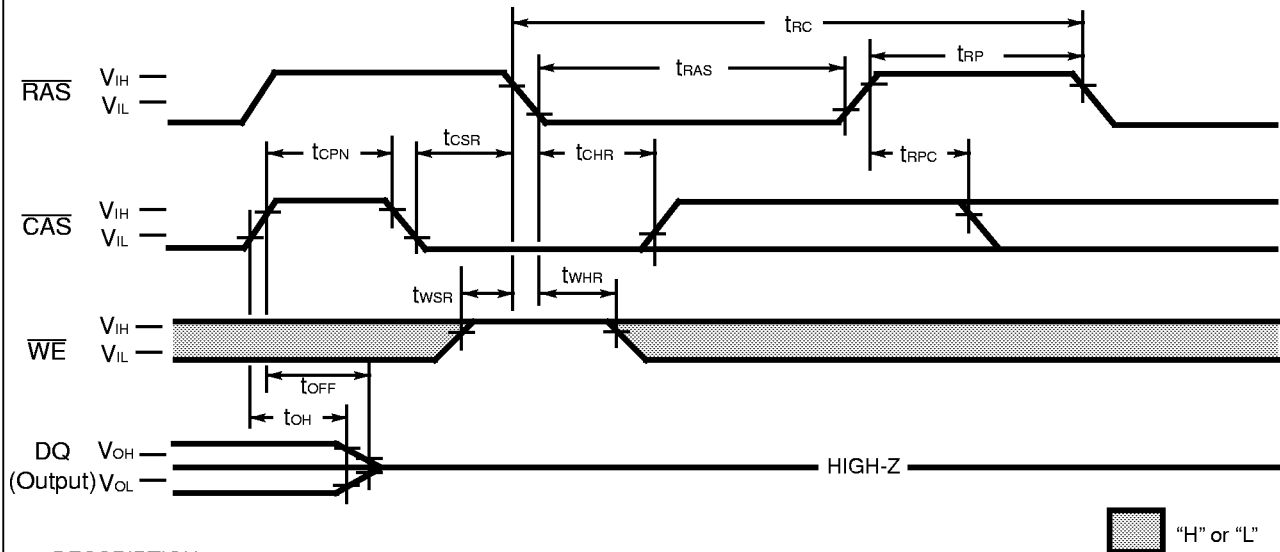 tRC
tRAS
tRP
RAS
VIH
VIL
tCPN
tCSR
tCHR
tRPC
CAS
VIH
VIL
tWSR
tWHR
WE
VIH
VIL
tOFF
tOH
DQ
(Output)
VOH
VOL
HIGH-Z
"H" or "L"